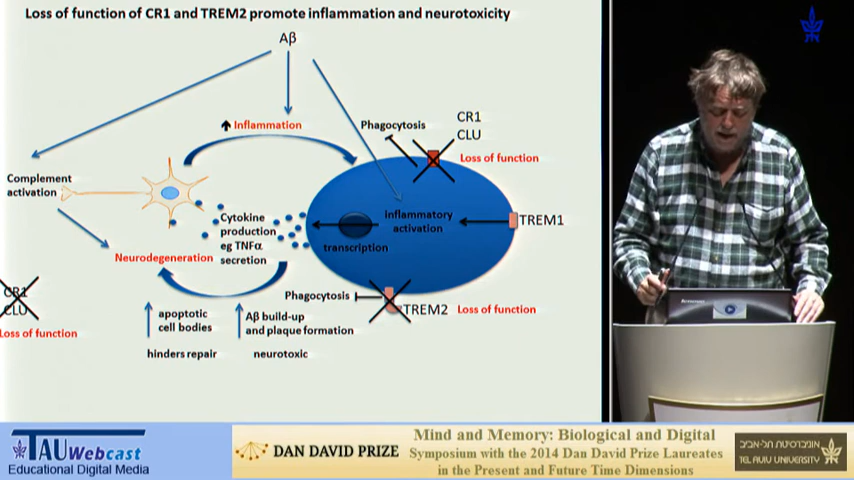 Loss of function of CR1 and TREM2 promote inflammation and neurotoxicity
Aβ
Inflammation
Phagocytosis
CR1
CLU
Loss of function
Complement
activation
Cytokine
production
eg TNFα
secretion
Inflammatory
activation
TREM1
transcription
Neurodegeneration
CR1
CLU
Loss of function
Phagocytosis
TREM2 Loss of function
apoptotic
cell bodies
Aβ build-up
and plaque formation
hinders repair
neurotoxic
TAU Webcast
Educational Digital Media
DAN DAVID PRIZE
Mind and Memory: Biological and Digital
Symposium with the 2014 Dan David Prize Laureates
in the Present and Future Time Dimensions
אוניברסיטת תל-אביב
TEL AVIV UNIVERSITY